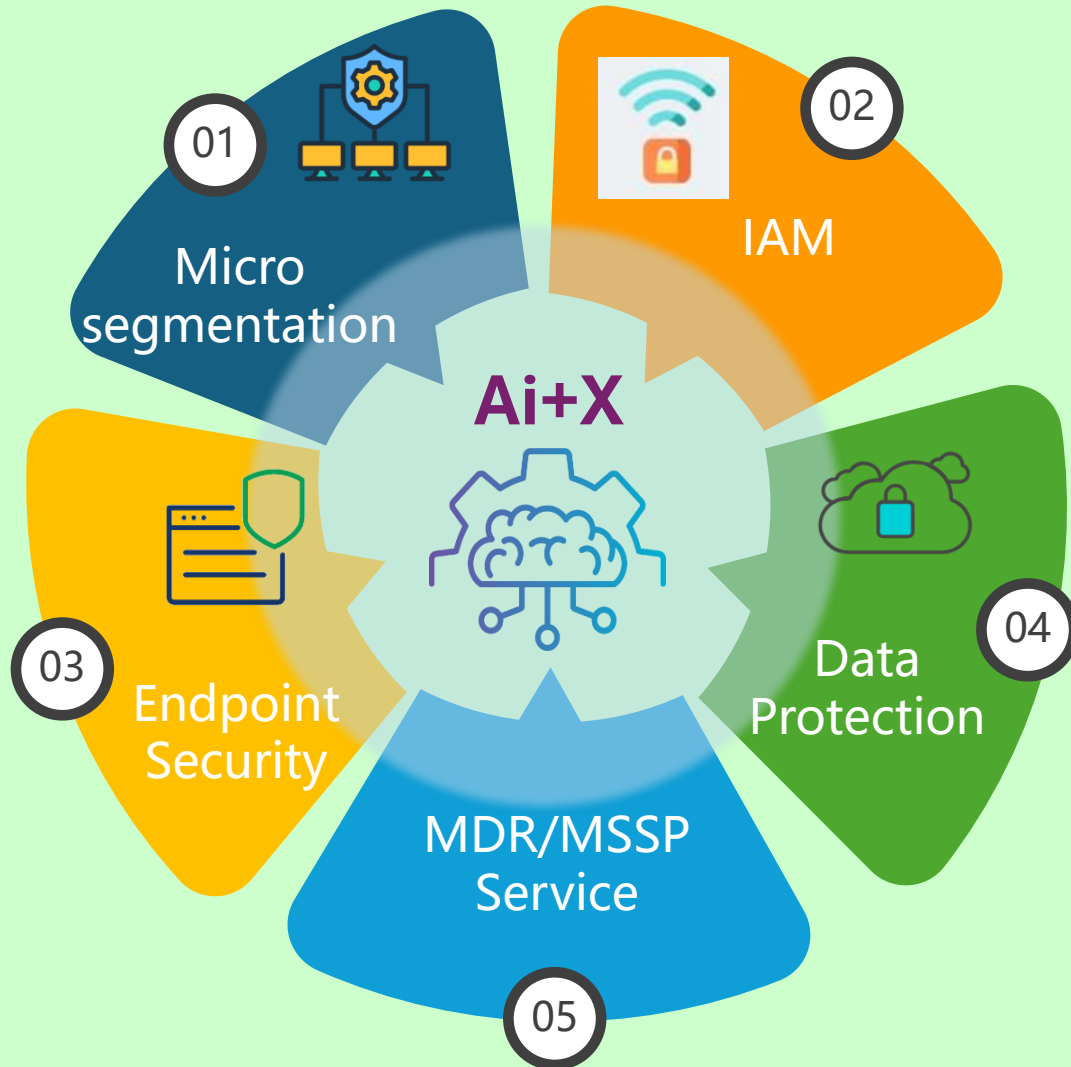 01
Micro
segmentation
02
IAM
Ai+X
03
Endpoint
Security
04
Data
Protection
MDR/MSSP
Service
05